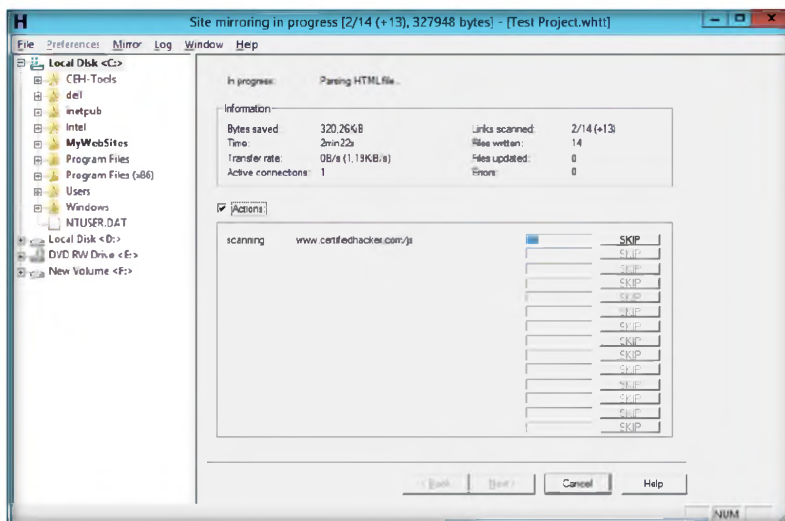 H Site mirroring in progress [2/14 (+13), 327948 bytes] - [Test Project.whtt]
File Preferences Mirror Log Window Help
Local Disk <C:>
CEH-Tools
dell
inetpub
Intel
MyWebSites
Program Files
Program Files (x86)
Users
Windows
NTUSER.DAT
Local Disk <D:>
DVD RW Drive <E:>
New Volume <F:>
In progress: Parsing HTML file..
Information
Bytes saved: 320,26KiB Links scanned: 2/14 (+13)
Time: 2min22s Files written: 14
Transfer rate: 0B/s (1,19KiB/s) Files updated: 0
Active connections: 1 Errors: 0
Actions:
scanning www.certifiedhacker.com/js SKIP
SKIP
SKIP
SKIP
SKIP
SKIP
SKIP
SKIP
SKIP
SKIP
SKIP
SKIP
SKIP
SKIP
< Back Next > Cancel Help
NUM